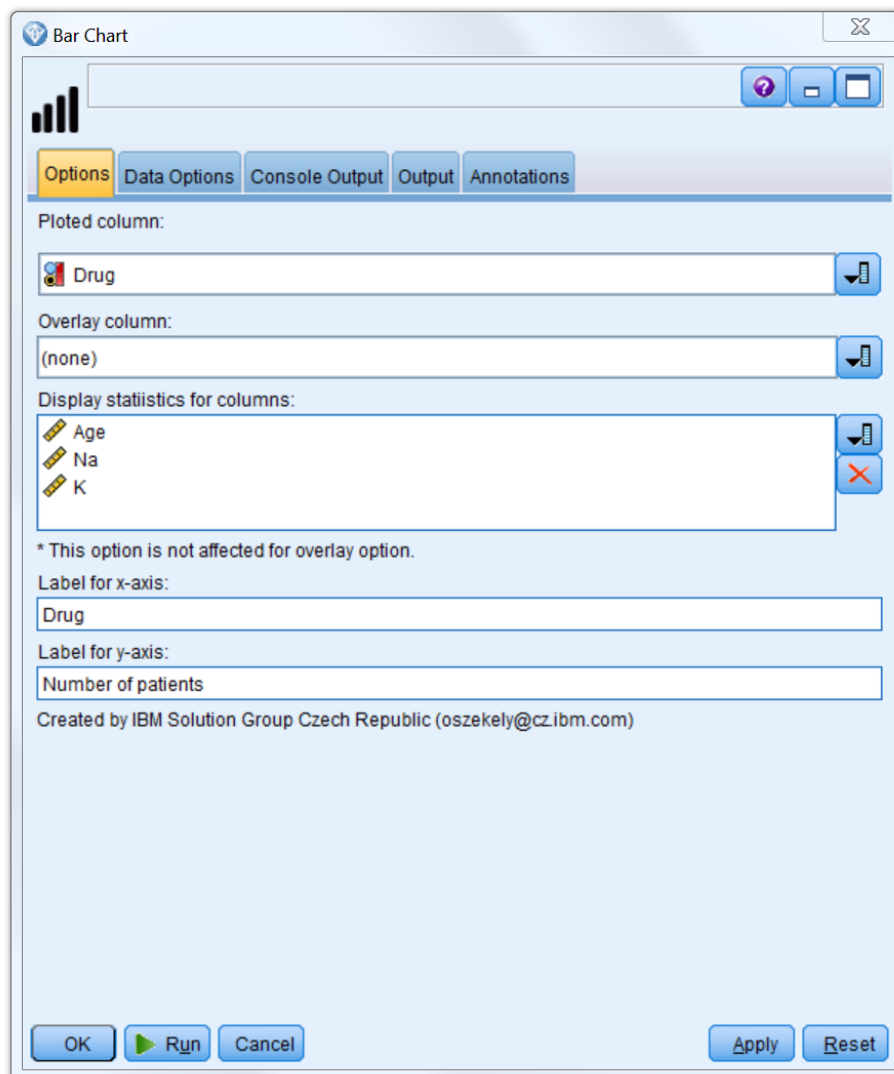 Bar Chart
Options Data Options Console Output Output Annotations
Ploted column:
Drug
Overlay column:
(none)
Display statiistics for columns:
Age
Na
K
* This option is not affected for overlay option.
Label for x-axis:
Drug
Label for y-axis:
Number of patients
Created by IBM Solution Group Czech Republic (oszekely@cz.ibm.com)
OK Run Cancel Apply Reset